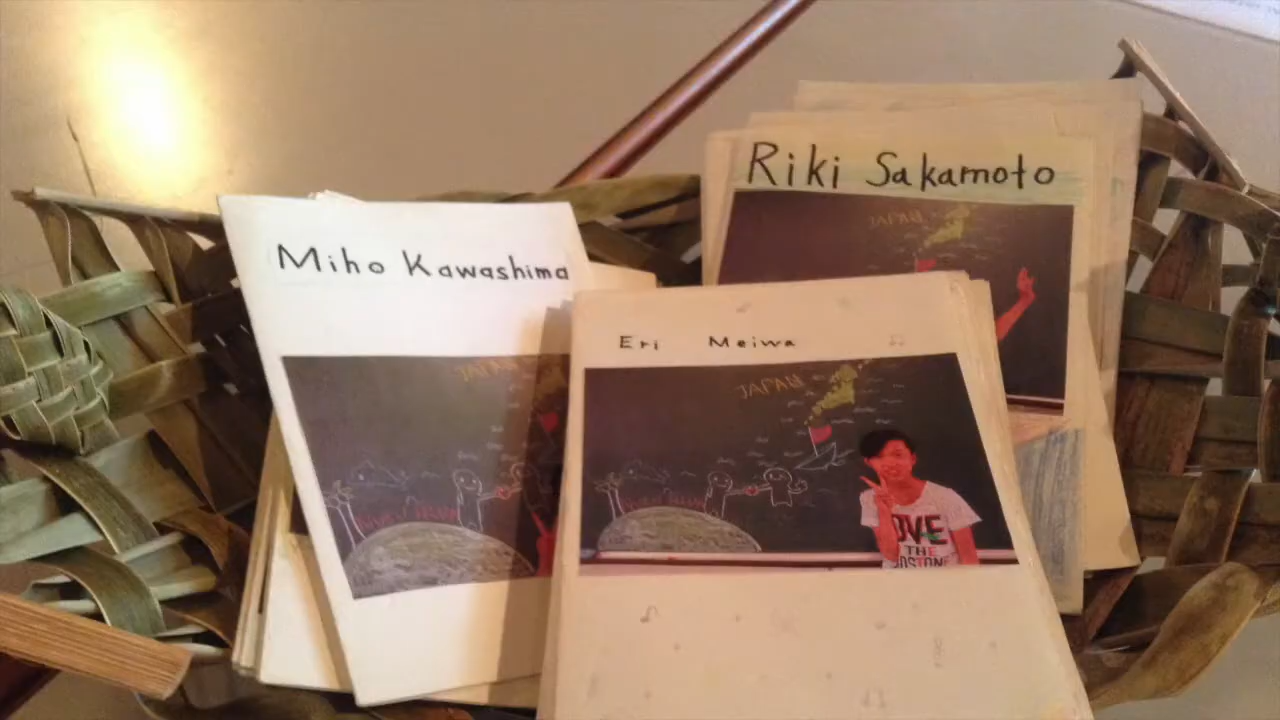 Riki Sakamoto
JAPAN
Miho Kawashima
JAPAN
Eri Meiwa
JAPAN
OVE
THE